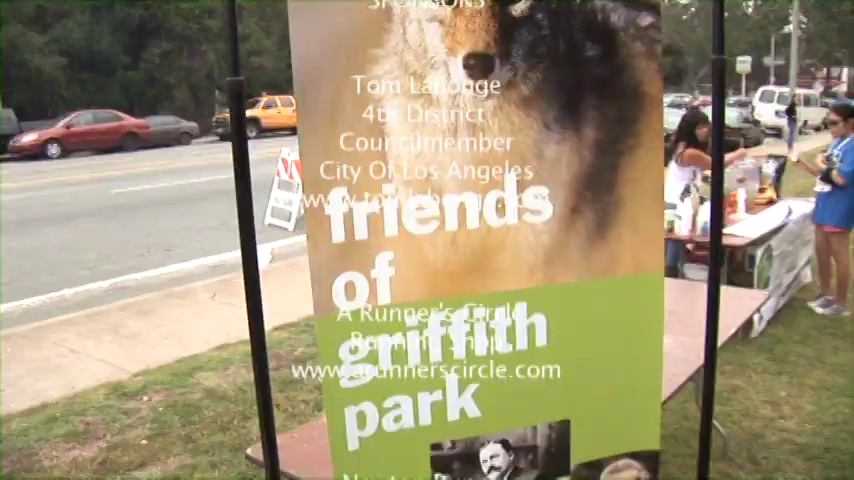 SPONSORS
Tom Labonge
4th District
Councilmember
City Of Los Angeles
friends
of
griffith
park
A Runner's Circle
Running Shop
www.arunnerscircle.com